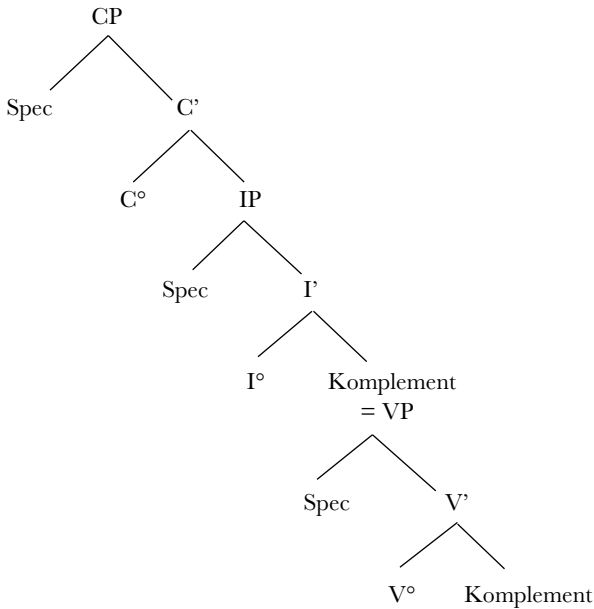 CP
Spec
C’
C°
IP
Spec
I’
I°
Komplement
= VP
Spec
V’
V°
Komplement